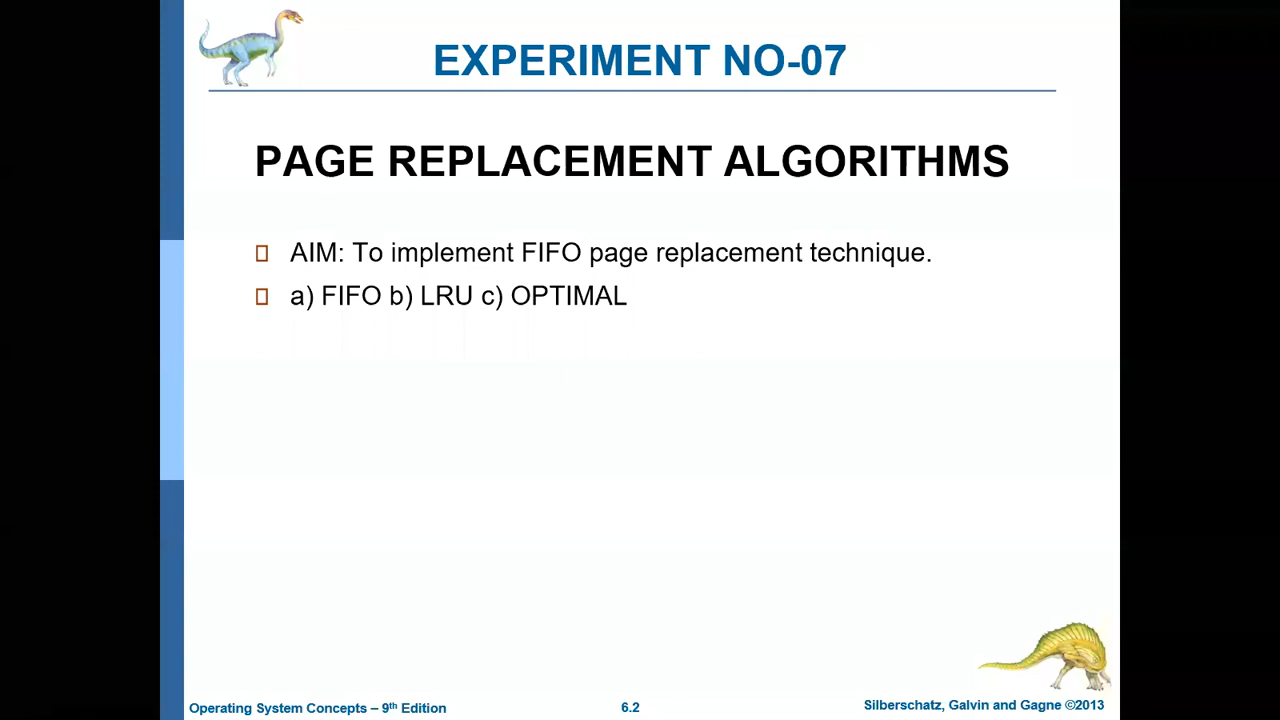 EXPERIMENT NO-07
PAGE REPLACEMENT ALGORITHMS
AIM: To implement FIFO page replacement technique.
a) FIFO b) LRU c) OPTIMAL
Operating System Concepts – 9th Edition
6.2
Silberschatz, Galvin and Gagne ©2013